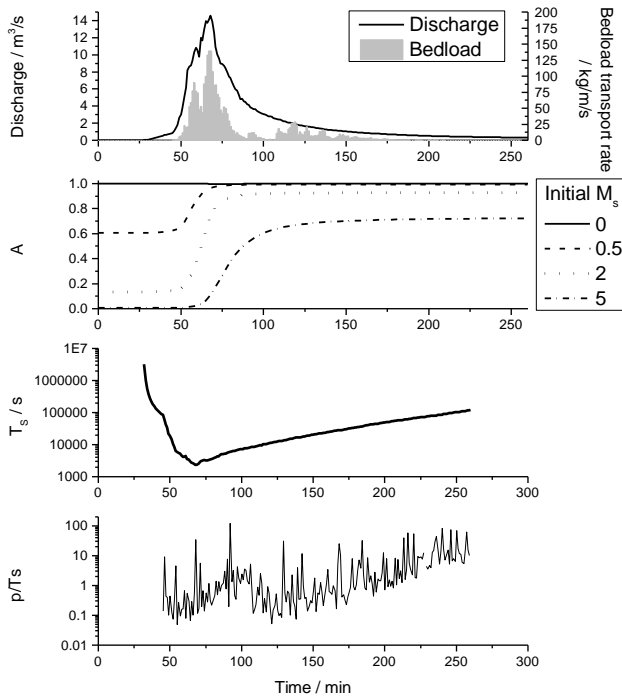 Discharge / m³/s
14
12
10
8
6
4
2
0
Discharge
Bedload
200
175
150
125
100
75
50
25
0
Bedload transport rate
/ kg/m/s
0 50 100 150 200 250
A
1.0
0.8
0.6
0.4
0.2
0.0
0 50 100 150 200 250
Initial Mₛ
0
0.5
2
5
Tₛ / s
1E7
1000000
100000
10000
1000
0 50 100 150 200 250 300
p/Ts
100
10
1
0.1
0.01
0 50 100 150 200 250 300
Time / min